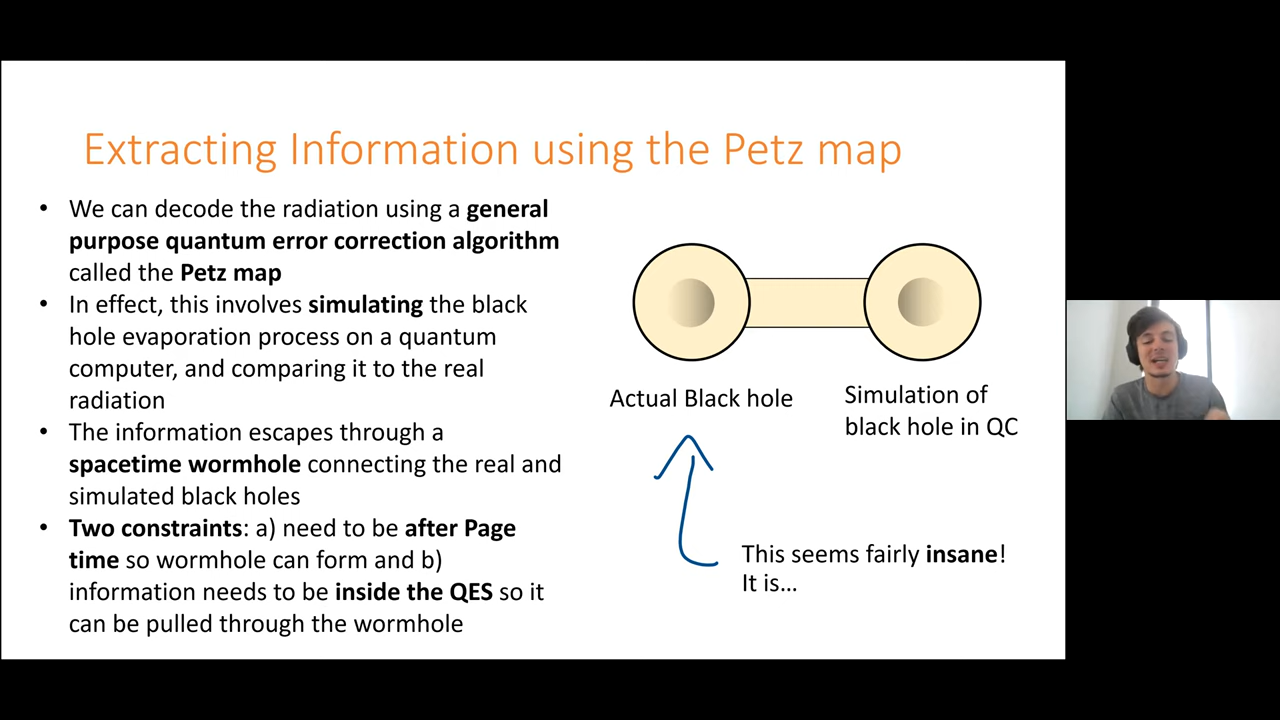 Extracting Information using the Petz map
• We can decode the radiation using a general
purpose quantum error correction algorithm
called the Petz map
• In effect, this involves simulating the black
hole evaporation process on a quantum
computer, and comparing it to the real
radiation
• The information escapes through a
spacetime wormhole connecting the real and
simulated black holes
• Two constraints: a) need to be after Page
time so wormhole can form and b)
information needs to be inside the QES so it
can be pulled through the wormhole
Actual Black hole
Simulation of
black hole in QC
This seems fairly insane!
It is...